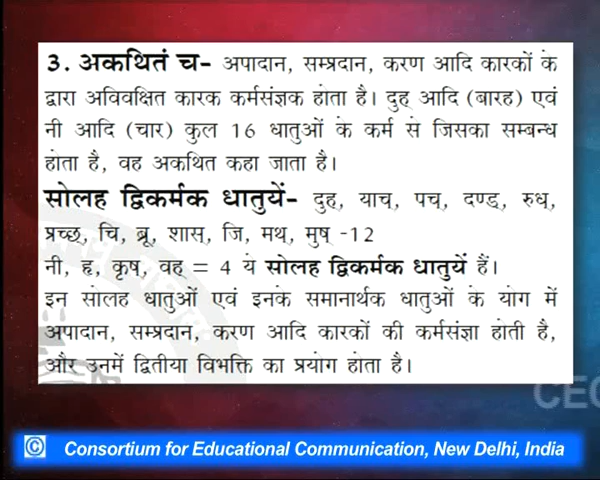 3. अकथितं च- अपादान, सम्प्रदान, करण आदि कारकों के
द्वारा अविवक्षित कारक कर्मसंज्ञक होता है। दुह् आदि (बारह) एवं
नी आदि (चार) कुल 16 धातुओं के कर्म से जिसका सम्बन्ध
होता है, वह अकथित कहा जाता है।
सोलह द्विकर्मक धातुयें- दुह्, याच्, पच्, दण्ड्, रुध्,
प्रच्छ्, चि, ब्रू, शास्, जि, मथ्, मुष् -12
नी, हृ, कृष्, वह् = 4 ये सोलह द्विकर्मक धातुयें हैं।
इन सोलह धातुओं एवं इनके समानार्थक धातुओं के योग में
अपादान, सम्प्रदान, करण आदि कारकों की कर्मसंज्ञा होती है,
और उनमें द्वितीया विभक्ति का प्रयोग होता है।
CEC
© Consortium for Educational Communication, New Delhi, India